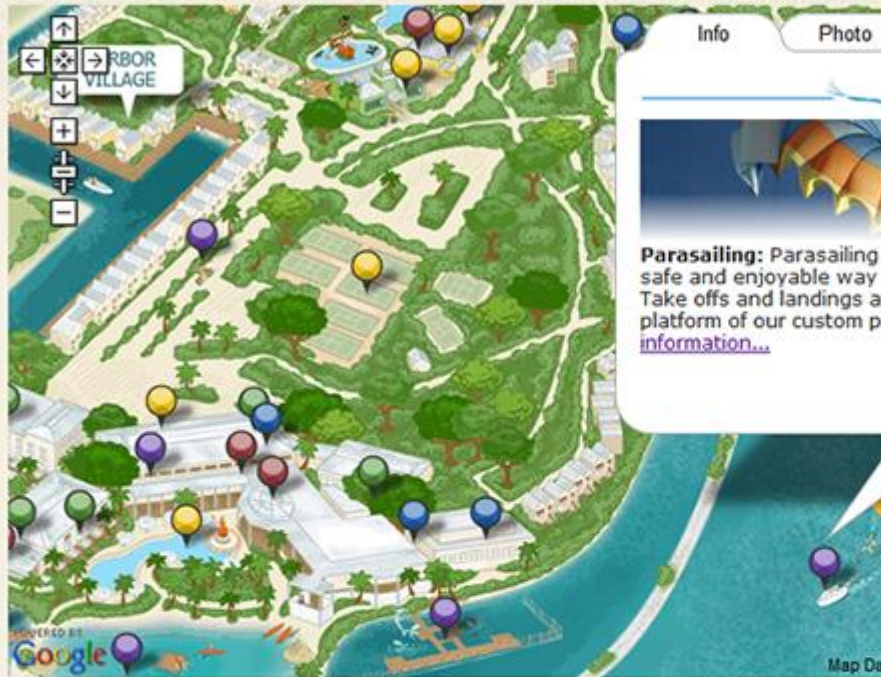 RBOR
VILLAGE
Info
Photo
Parasailing: Parasailing
safe and enjoyable way
Take offs and landings a
platform of our custom p
information...
POWERED BY
Google
Map Da